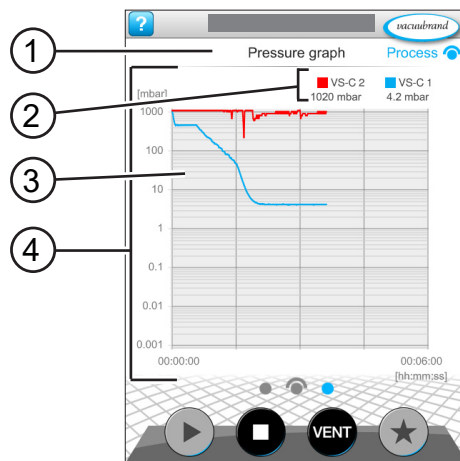 ?
vacuubrand
1
Pressure graph
Process
2
VS-C 2
VS-C 1
1020 mbar
4.2 mbar
[mbar]
1000
100
3
10
4
1
0.1
0.01
0.001
00:00:00
00:06:00
[hh:mm:ss]
VENT